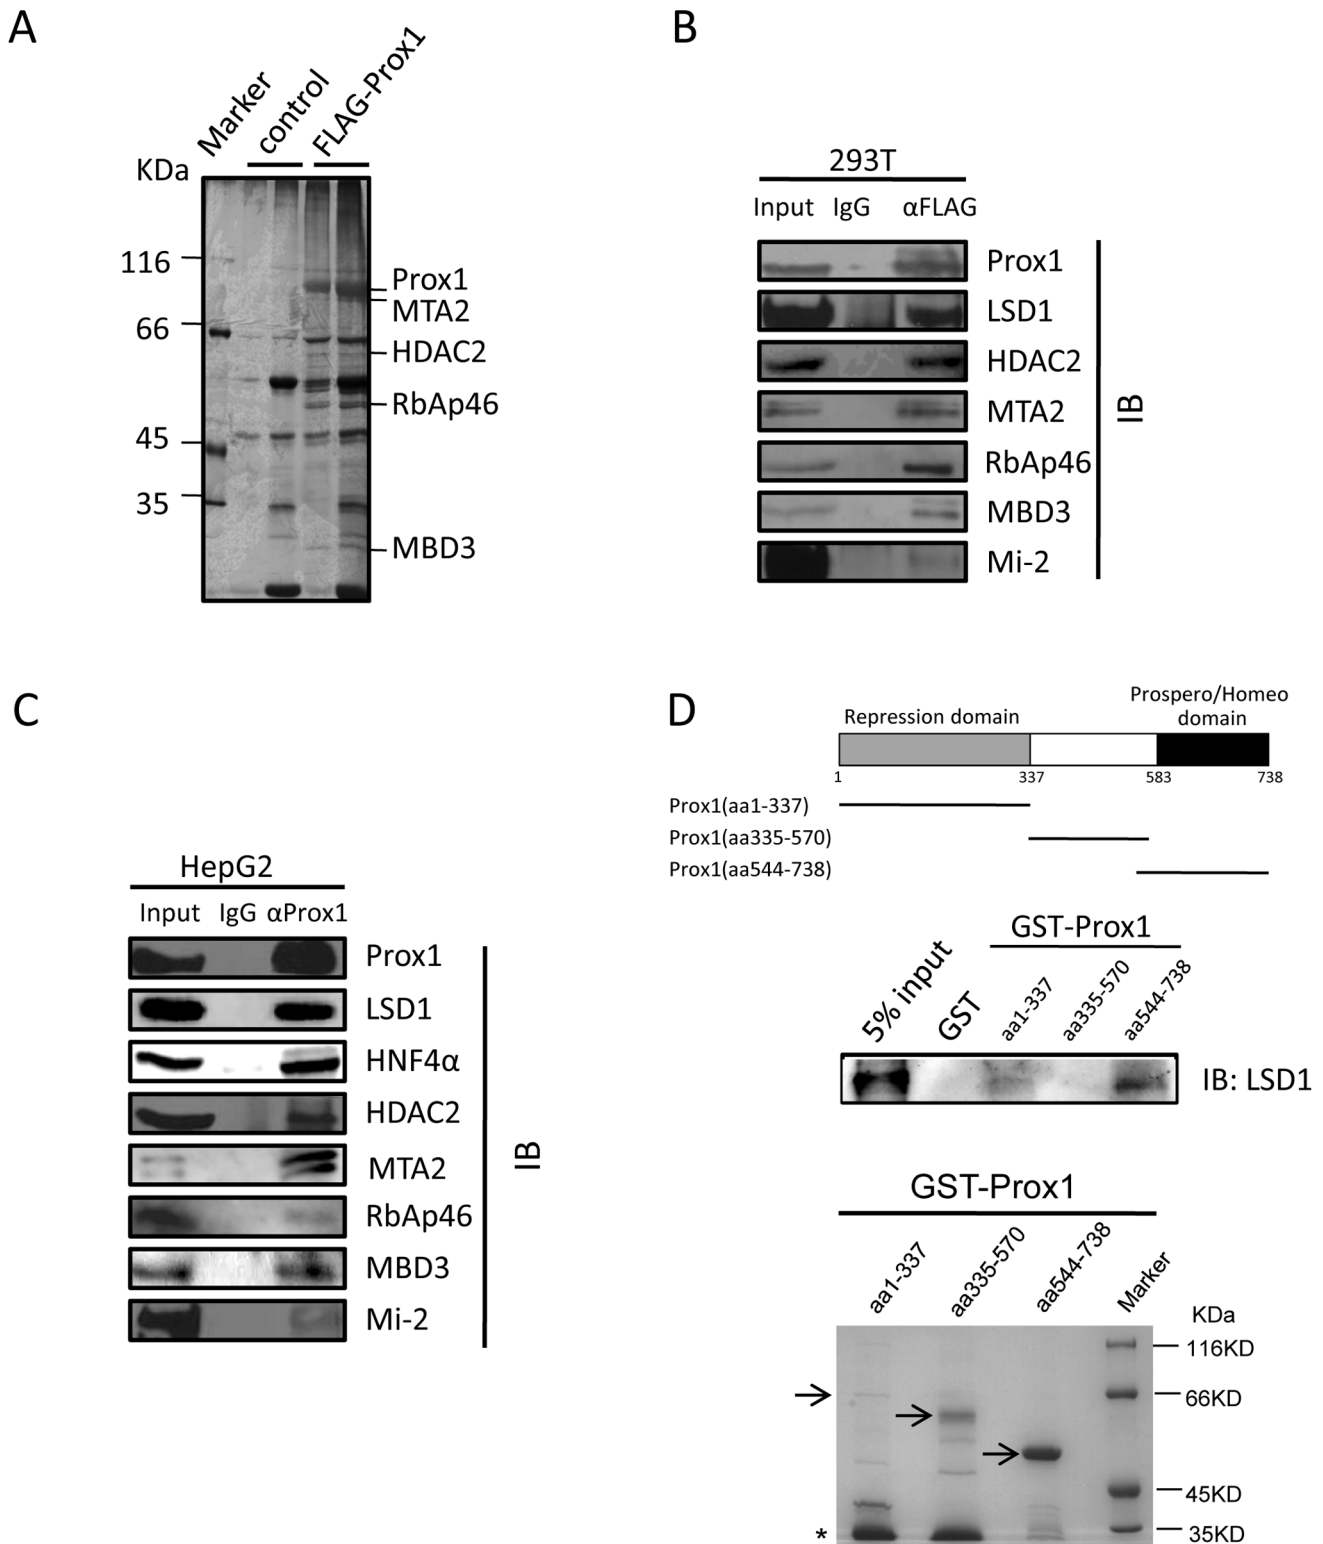 A
Marker
control
FLAG-Prox1
KDa
116
66
45
35
Prox1
MTA2
HDAC2
RbAp46
MBD3
B
293T
Input IgG αFLAG
Prox1
LSD1
HDAC2
MTA2
RbAp46
MBD3
Mi-2
IB
C
HepG2
Input IgG αProx1
Prox1
LSD1
HNF4α
HDAC2
MTA2
RbAp46
MBD3
Mi-2
IB
D
Repression domain
Prospero/Homeo
domain
1 337 583 738
Prox1(aa1-337)
Prox1(aa335-570)
Prox1(aa544-738)
GST-Prox1
5% input
GST
aa1-337
aa335-570
aa544-738
IB: LSD1
GST-Prox1
aa1-337
aa335-570
aa544-738
Marker
KDa
116KD
66KD
45KD
35KD
*